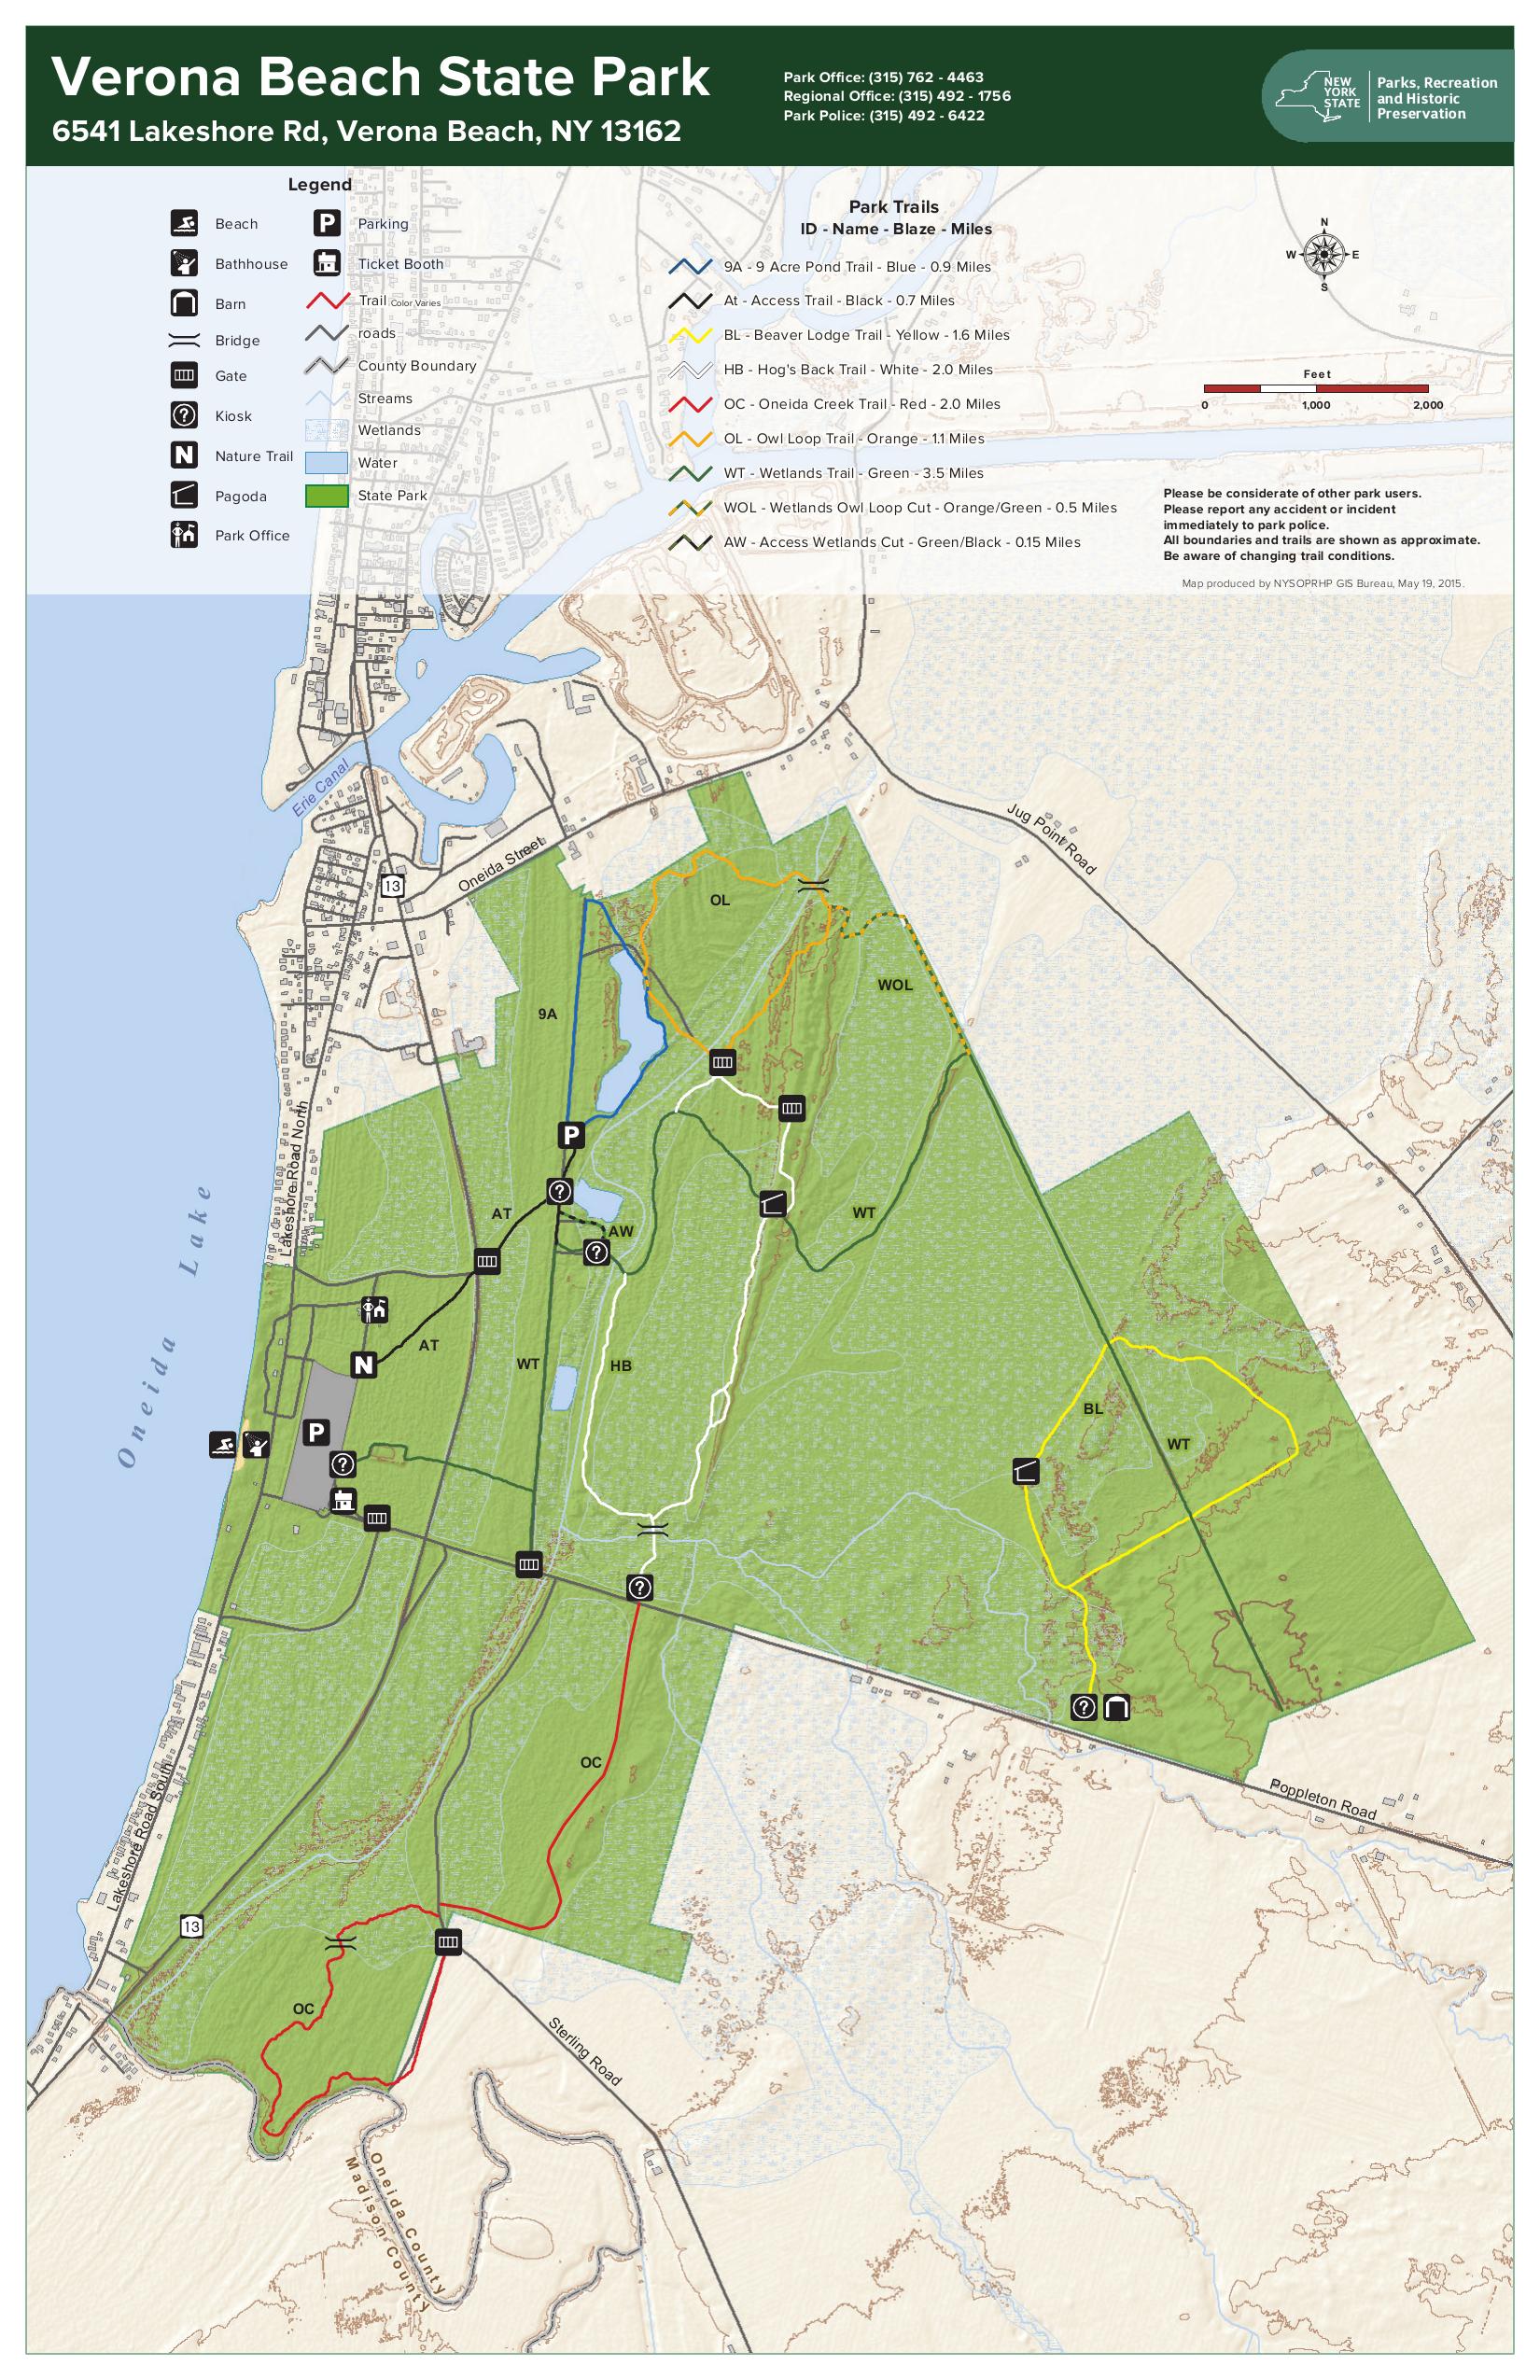 Verona Beach State Park
6541 Lakeshore Rd, Verona Beach, NY 13162
Park Office: (315) 762 - 4463
Regional Office: (315) 492 - 1756
Park Police: (315) 492 - 6422
NEW
YORK
STATE
Parks, Recreation
and Historic
Preservation
Legend
Beach
Bathhouse
Barn
Bridge
Gate
Kiosk
N Nature Trail
Pagoda
Park Office
P Parking
Ticket Booth
Trail Color Varies
roads
County Boundary
Streams
Wetlands
Water
State Park
Park Trails
ID - Name - Blaze - Miles
9A - 9 Acre Pond Trail - Blue - 0.9 Miles
At - Access Trail - Black - 0.7 Miles
BL - Beaver Lodge Trail - Yellow - 1.6 Miles
HB - Hog's Back Trail - White - 2.0 Miles
OC - Oneida Creek Trail - Red - 2.0 Miles
OL - Owl Loop Trail - Orange - 1.1 Miles
WT - Wetlands Trail - Green - 3.5 Miles
WOL - Wetlands Owl Loop Cut - Orange/Green - 0.5 Miles
AW - Access Wetlands Cut - Green/Black - 0.15 Miles
N
W E
S
Feet
0 1,000 2,000
Please be considerate of other park users.
Please report any accident or incident
immediately to park police.
All boundaries and trails are shown as approximate.
Be aware of changing trail conditions.
Map produced by NYSOPRHP GIS Bureau, May 19, 2015.
Erie Canal
Jug Point Road
Oneida Street
13
OL
WOL
9A
P
?
Lakeshore Road North
AT
AW
WT
?
Oneida Lake
AT
N
WT
HB
BL
WT
P
?
?
?
OC
Poppleton Road
Lakeshore Road South
13
OC
Sterling Road
Oneida County
Madison County